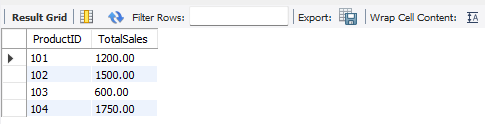 Result Grid Filter Rows: Export: Wrap Cell Content:
ProductID TotalSales
101 1200.00
102 1500.00
103 600.00
104 1750.00